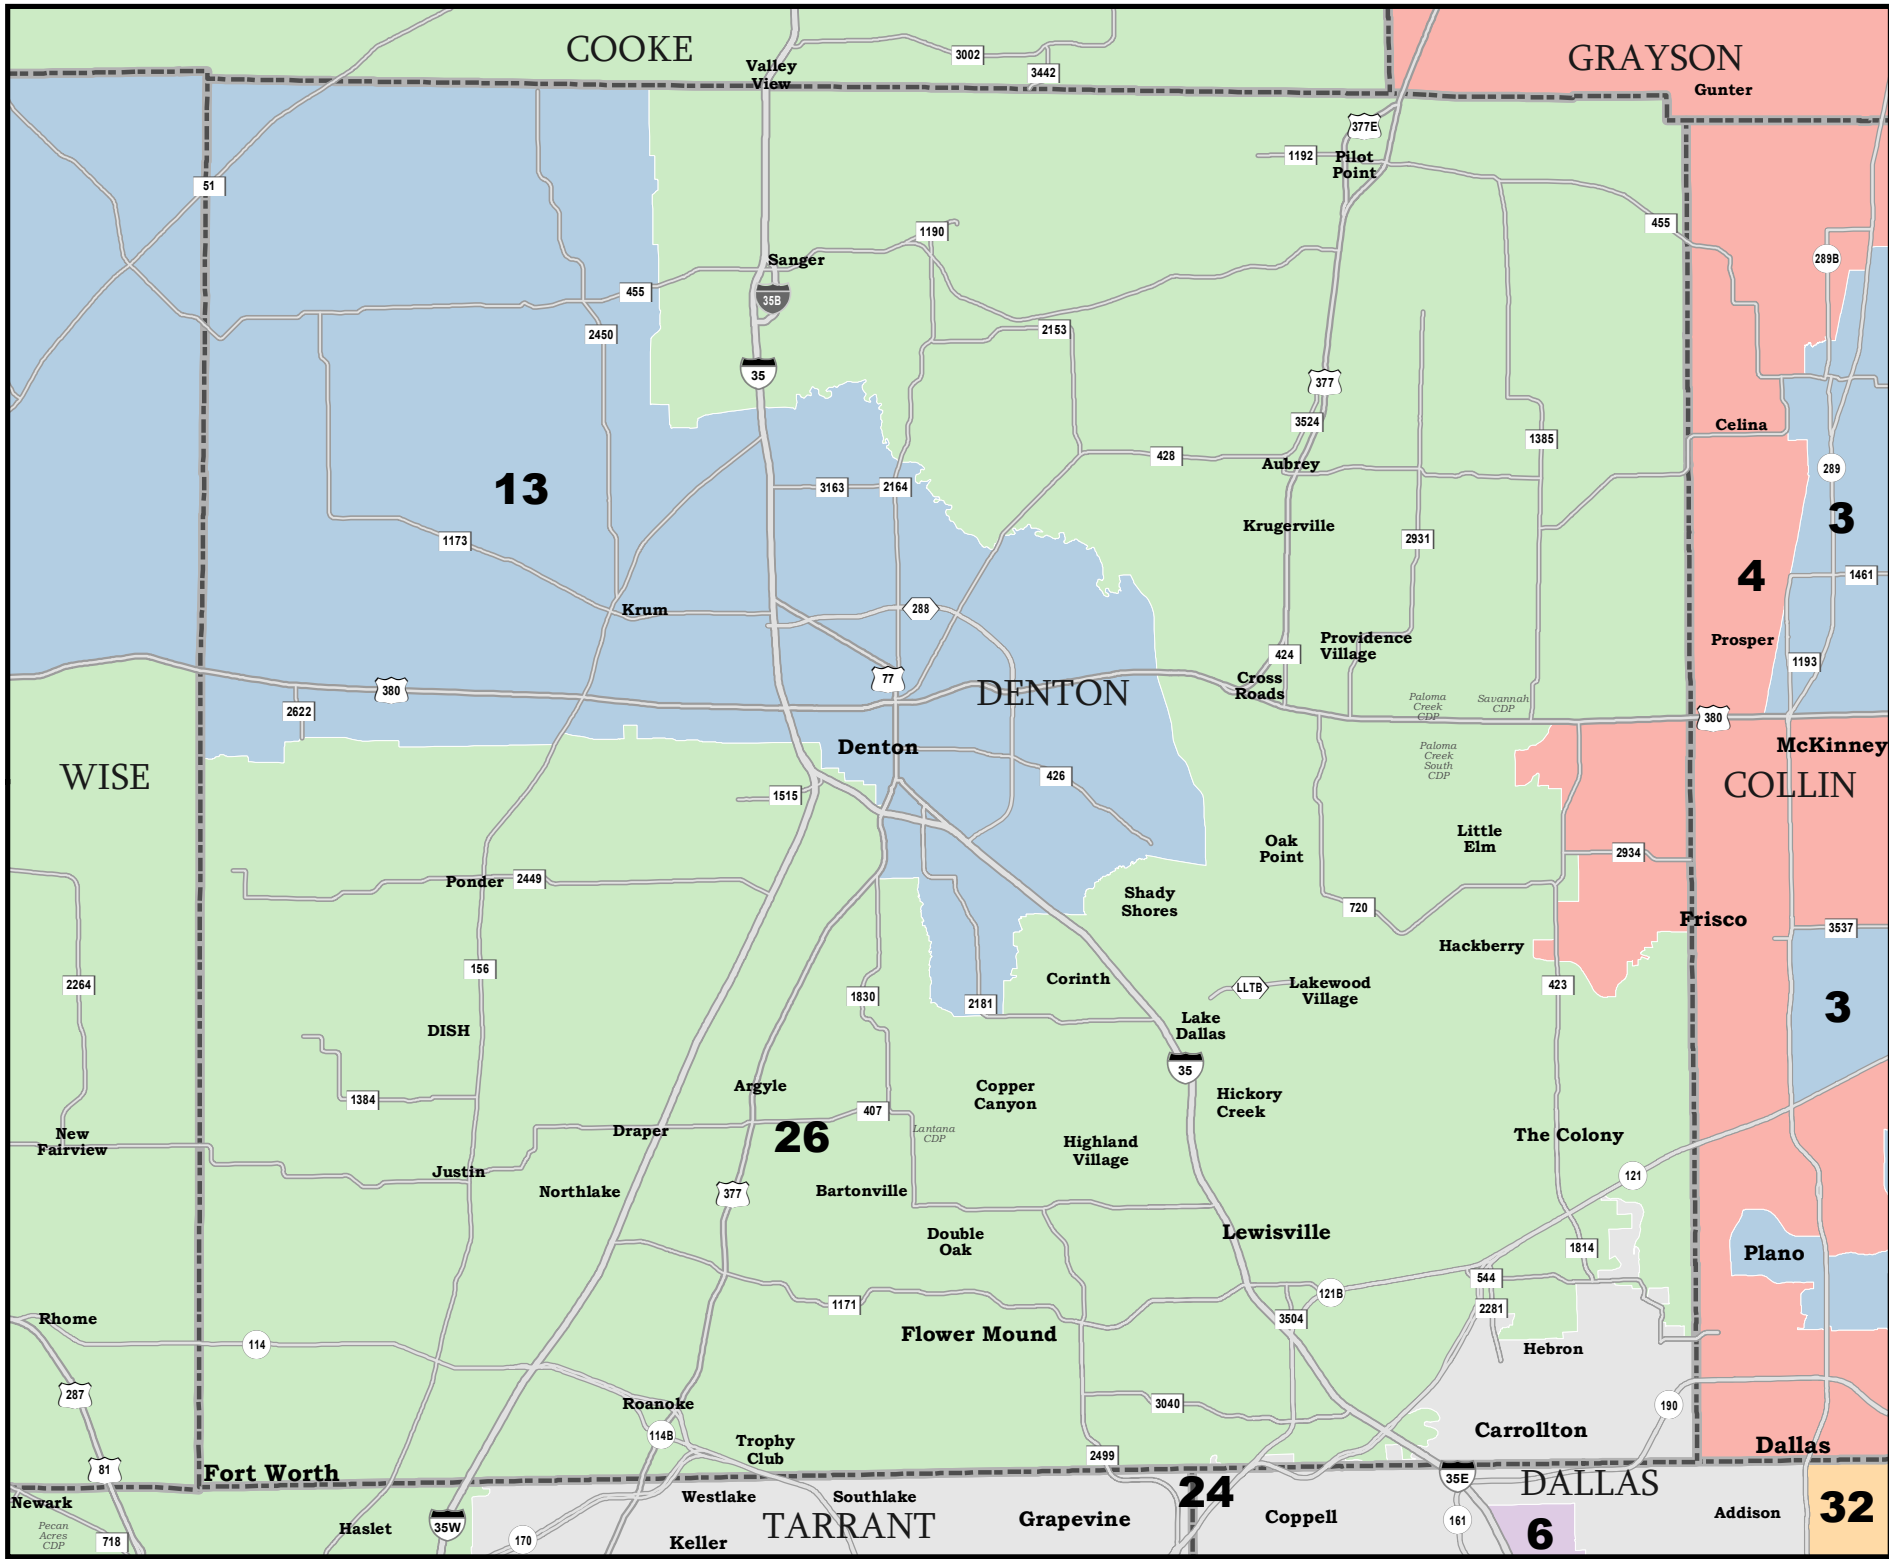 COOKE
GRAYSON
Gunter
Valley
View
3002
3442
377E
1192
Pilot
Point
51
455
1190
Sanger
289B
35B
455
2450
2153
35
377
3524
1385
Celina
428
Aubrey
289
13
3163
2164
3
Krugerville
1173
2931
4
1461
Krum
288
Providence
Village
Prosper
424
1193
77
Cross
Roads
380
DENTON
Paloma
Creek
CDP
Savannah
CDP
2622
380
Denton
McKinney
Paloma
Creek
South
CDP
WISE
426
COLLIN
1515
Oak
Point
Little
Elm
2934
Ponder
2449
Shady
Shores
720
Frisco
3537
Hackberry
156
Corinth
2264
LLTB
Lakewood
Village
423
1830
2181
3
DISH
Lake
Dallas
35
Argyle
Copper
Canyon
Hickory
Creek
1384
407
New
Fairview
Draper
26
Lantana
CDP
Highland
Village
The Colony
Justin
121
Northlake
377
Bartonville
Double
Oak
Lewisville
1814
Plano
544
121B
2281
1171
3504
Rhome
Flower Mound
114
Hebron
287
Roanoke
3040
190
114B
Carrollton
Trophy
Club
2499
Dallas
81
Fort Worth
35E
DALLAS
24
Newark
Westlake
Southlake
32
Pecan
Acres
CDP
Haslet
35W
TARRANT
Grapevine
Coppell
161
6
Addison
718
170
Keller